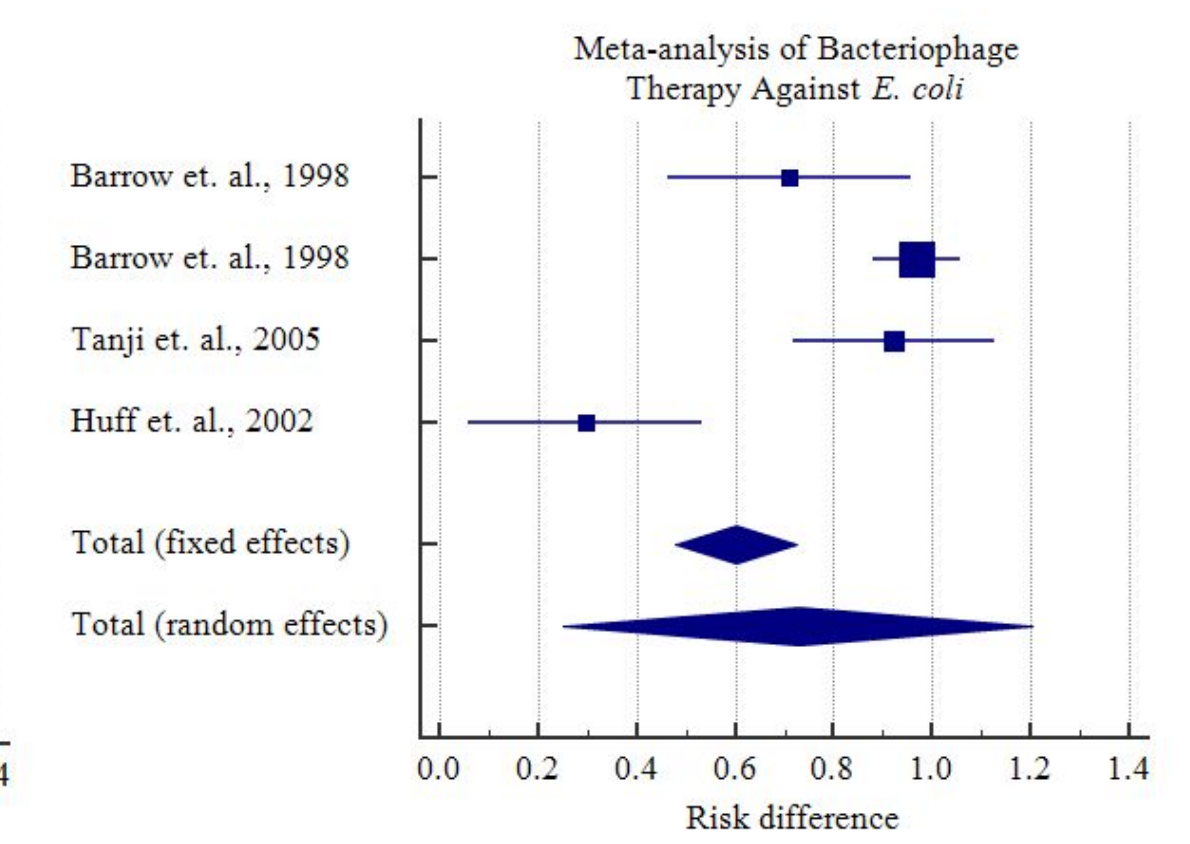 Meta-analysis of Bacteriophage
Therapy Against E. coli
Barrow et. al., 1998
Barrow et. al., 1998
Tanji et. al., 2005
Huff et. al., 2002
Total (fixed effects)
Total (random effects)
4
0.0 0.2 0.4 0.6 0.8 1.0 1.2 1.4
Risk difference